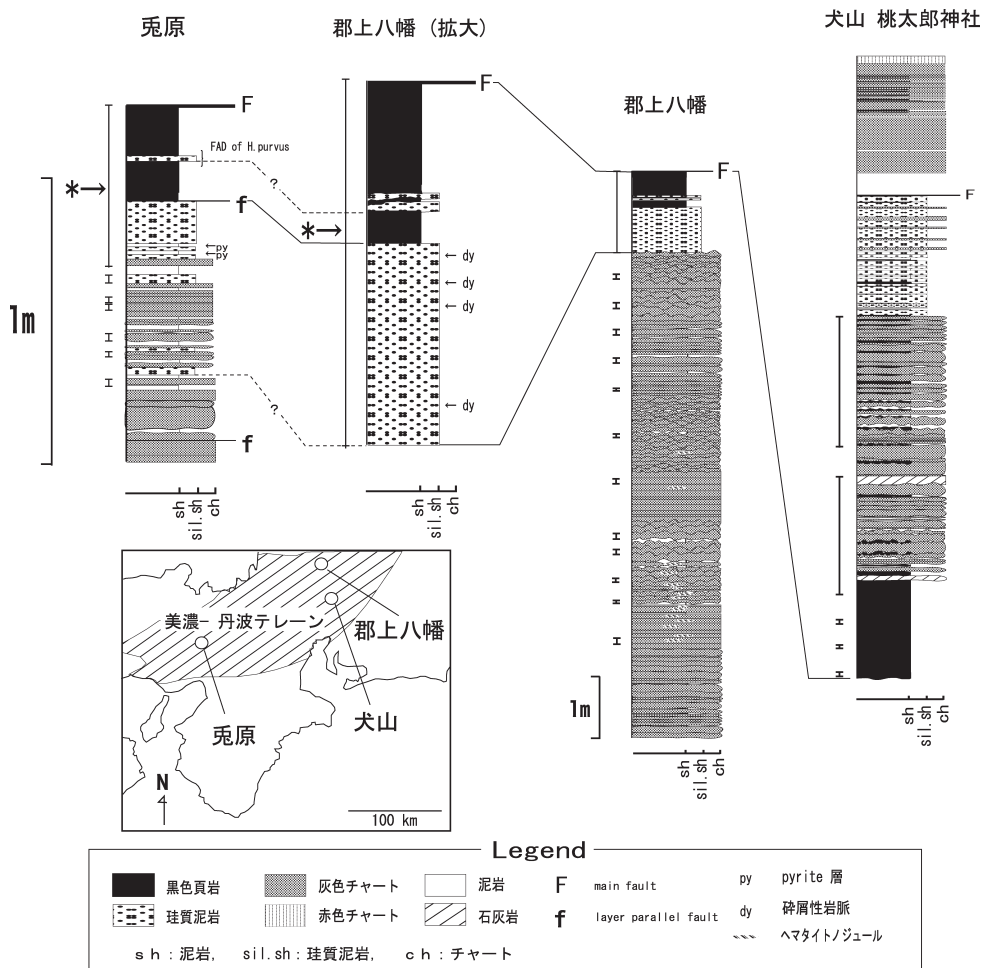 兎原
郡上八幡 (拡大)
犬山 桃太郎神社
郡上八幡
F
F
F
F
FAD of H.purvus
?
*→
f
*→
←py
←py
←dy
←dy
←dy
←dy
1m
?
f
sh
sil.sh
ch
sh
sil.sh
ch
1m
sh
sil.sh
ch
sh
sil.sh
ch
美濃- 丹波テレーン
郡上八幡
犬山
兎原
N
100 km
Legend
黒色頁岩 灰色チャート 泥岩 F main fault py pyrite 層
珪質泥岩 赤色チャート 石灰岩 f layer parallel fault dy 砕屑性岩脈
ヘマタイトノジュール
sh : 泥岩, sil.sh : 珪質泥岩, ch : チャート